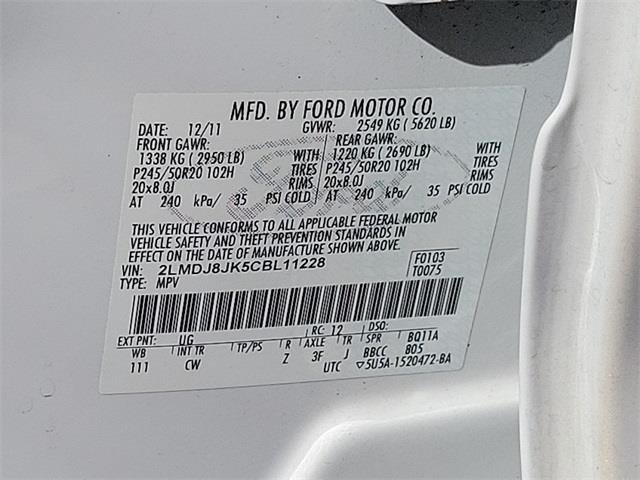 MFD. BY FORD MOTOR CO.
DATE: 12/11 GVWR: 2549 KG ( 5620 LB)
FRONT GAWR: REAR GAWR:
1338 KG ( 2950 LB) WITH 1220 KG ( 2690 LB) WITH
P245/50R20 102H TIRES P245/50R20 102H TIRES
20x8.0J RIMS 20x8.0J RIMS
AT 240 kPa/ 35 PSI COLD AT 240 kPa/ 35 PSI COLD
THIS VEHICLE CONFORMS TO ALL APPLICABLE FEDERAL MOTOR
VEHICLE SAFETY AND THEFT PREVENTION STANDARDS IN
EFFECT ON THE DATE OF MANUFACTURE SHOWN ABOVE.
VIN: 2LMDJ8JK5CBL11228 F0103
TYPE: MPV T0075
EXT PNT: UG RC: 12 DSO:
WB INT TR TP/PS R AXLE TR SPR BQ11A
111 CW Z 3F J BBCC 805
UTC ▽5U5A-1520472-BA